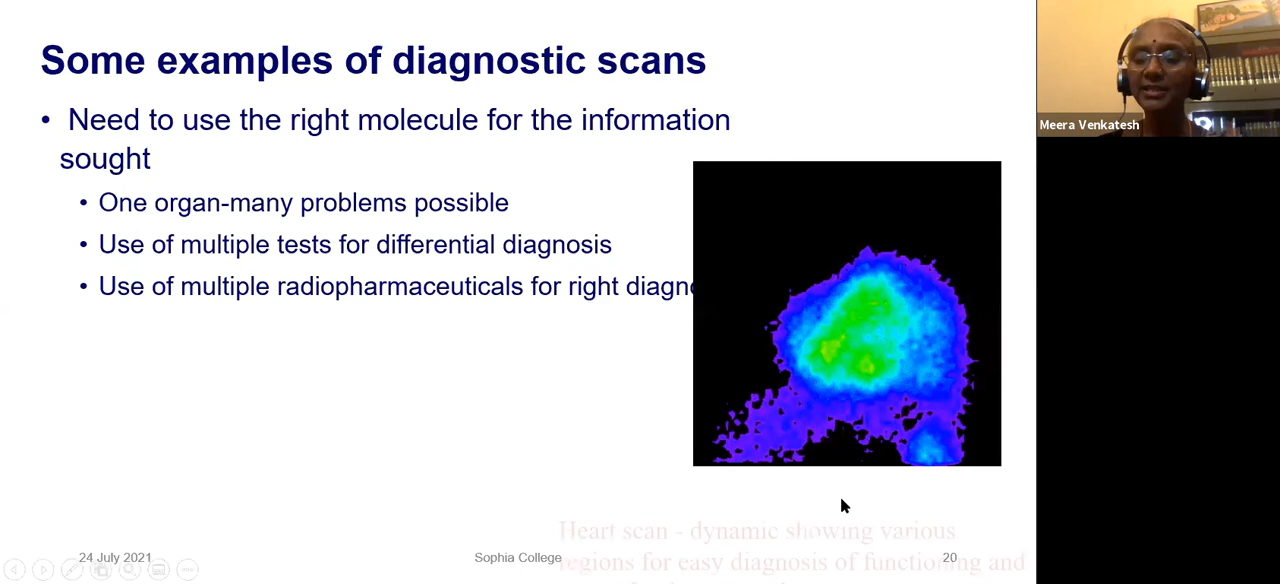 Some examples of diagnostic scans
• Need to use the right molecule for the information
sought
• One organ-many problems possible
• Use of multiple tests for differential diagnosis
• Use of multiple radiopharmaceuticals for right diagno
Meera Venkatesh
Heart scan - dynamic showing various
regions for easy diagnosis of functioning and
24 July 2021
Sophia College
20